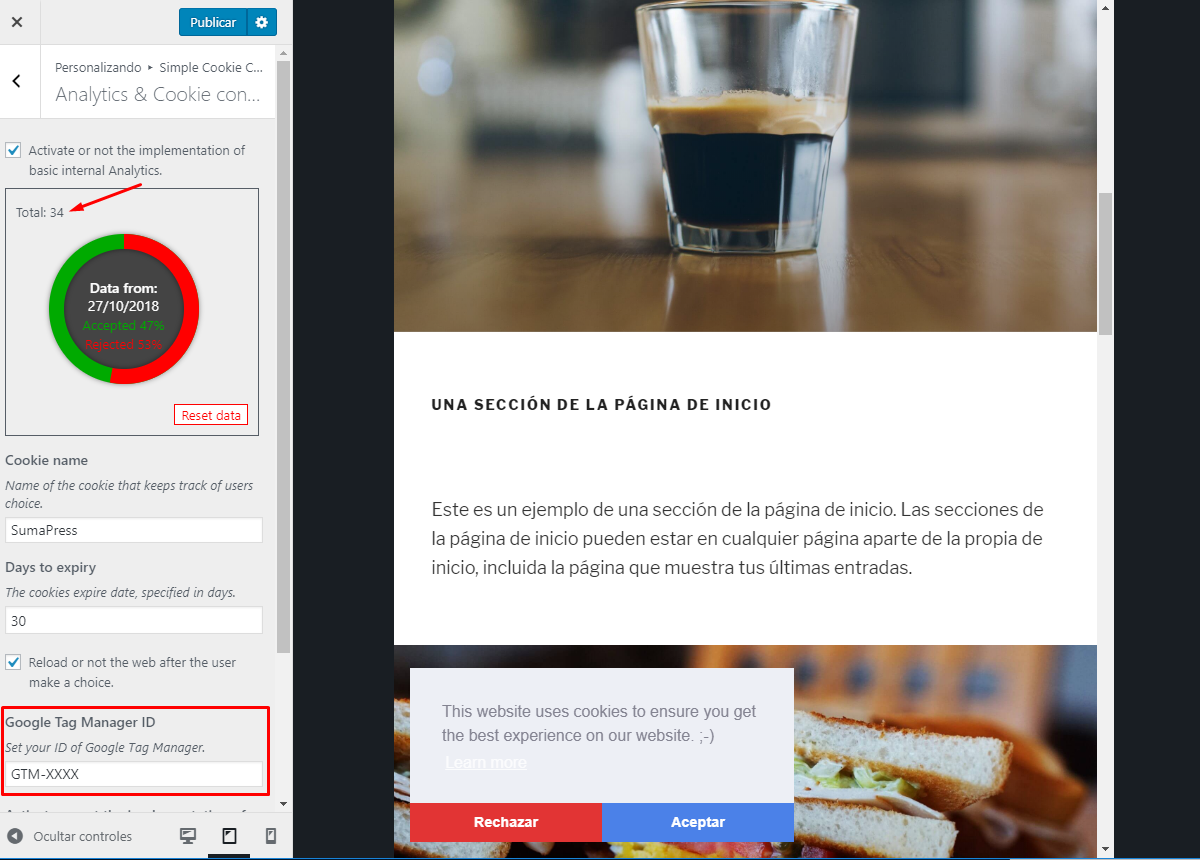 Publicar
Personalizando ▸ Simple Cookie C...
Analytics & Cookie con...
Activate or not the implementation of
basic internal Analytics.
Total: 34
Data from:
27/10/2018
Accepted 47%
Rejected 53%
Reset data
Cookie name
Name of the cookie that keeps track of users
choice.
SumaPress
Days to expiry
The cookies expire date, specified in days.
30
Reload or not the web after the user
make a choice.
Google Tag Manager ID
Set your ID of Google Tag Manager.
GTM-XXXX
Ocultar controles
UNA SECCIÓN DE LA PÁGINA DE INICIO
Este es un ejemplo de una sección de la página de inicio. Las secciones de
la página de inicio pueden estar en cualquier página aparte de la propia de
inicio, incluida la página que muestra tus últimas entradas.
This website uses cookies to ensure you get
the best experience on our website. ;-)
Learn more
Rechazar
Aceptar